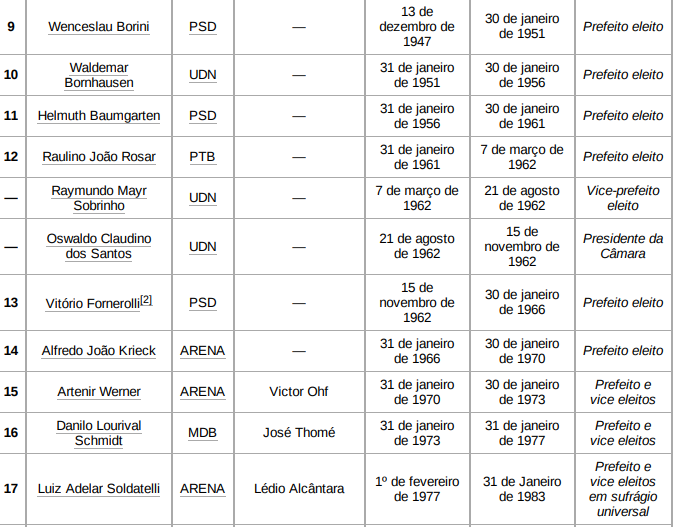 9 Wenceslau Borini PSD — 13 de dezembro de 1947 30 de janeiro de 1951 Prefeito eleito
10 Waldemar Bornhausen UDN — 31 de janeiro de 1951 30 de janeiro de 1956 Prefeito eleito
11 Helmuth Baumgarten PSD — 31 de janeiro de 1956 30 de janeiro de 1961 Prefeito eleito
12 Raulino João Rosar PTB — 31 de janeiro de 1961 7 de março de 1962 Prefeito eleito
— Raymundo Mayr Sobrinho UDN — 7 de março de 1962 21 de agosto de 1962 Vice-prefeito eleito
— Oswaldo Claudino dos Santos UDN — 21 de agosto de 1962 15 de novembro de 1962 Presidente da Câmara
13 Vitório Fornerolli[2] PSD — 15 de novembro de 1962 30 de janeiro de 1966 Prefeito eleito
14 Alfredo João Krieck ARENA — 31 de janeiro de 1966 30 de janeiro de 1970 Prefeito eleito
15 Artenir Werner ARENA Victor Ohf 31 de janeiro de 1970 30 de janeiro de 1973 Prefeito e vice eleitos
16 Danilo Lourival Schmidt MDB José Thomé 31 de janeiro de 1973 31 de janeiro de 1977 Prefeito e vice eleitos
17 Luiz Adelar Soldatelli ARENA Lédio Alcântara 1º de fevereiro de 1977 31 de Janeiro de 1983 Prefeito e vice eleitos em sufrágio universal